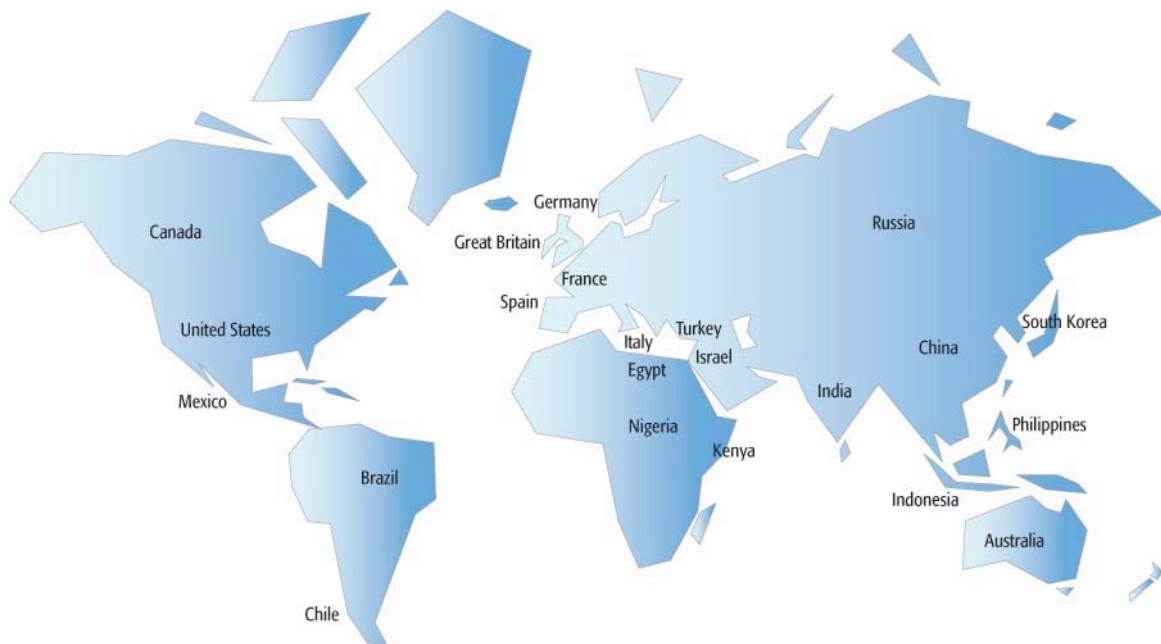 Germany
Canada
Russia
Great Britain
France
Spain
United States
Turkey
South Korea
Italy
Israel
China
Egypt
India
Mexico
Nigeria
Philippines
Kenya
Brazil
Indonesia
Australia
Chile